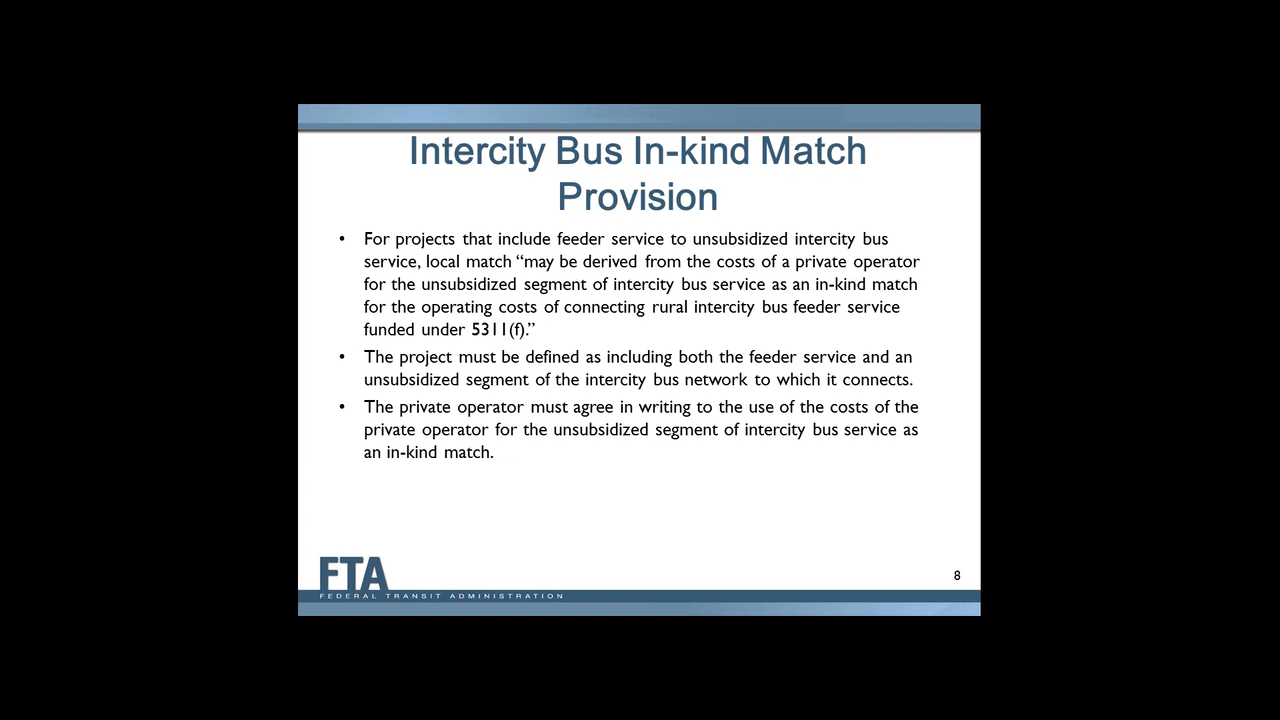 Intercity Bus In-kind Match
Provision
• For projects that include feeder service to unsubsidized intercity bus
service, local match “may be derived from the costs of a private operator
for the unsubsidized segment of intercity bus service as an in-kind match
for the operating costs of connecting rural intercity bus feeder service
funded under 5311(f).”
• The project must be defined as including both the feeder service and an
unsubsidized segment of the intercity bus network to which it connects.
• The private operator must agree in writing to the use of the costs of the
private operator for the unsubsidized segment of intercity bus service as
an in-kind match.
FTA
8
FEDERAL TRANSIT ADMINISTRATION